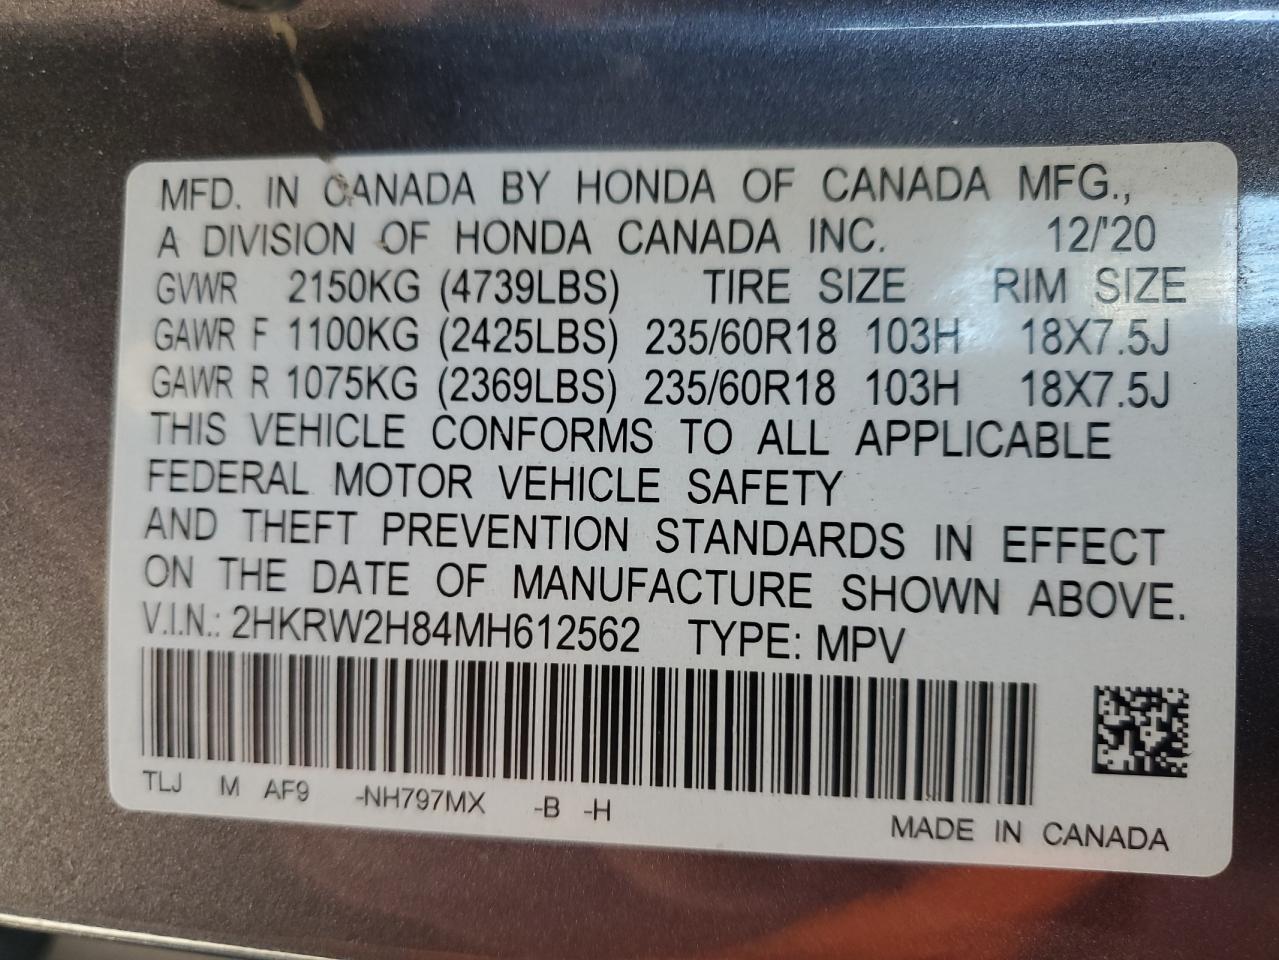 MFD. IN CANADA BY HONDA OF CANADA MFG.,
A DIVISION OF HONDA CANADA INC. 12/'20
GVWR 2150KG (4739LBS) TIRE SIZE RIM SIZE
GAWR F 1100KG (2425LBS) 235/60R18 103H 18X7.5J
GAWR R 1075KG (2369LBS) 235/60R18 103H 18X7.5J
THIS VEHICLE CONFORMS TO ALL APPLICABLE
FEDERAL MOTOR VEHICLE SAFETY
AND THEFT PREVENTION STANDARDS IN EFFECT
ON THE DATE OF MANUFACTURE SHOWN ABOVE.
V.I.N.: 2HKRW2H84MH612562 TYPE: MPV
TLJ M AF9 -NH797MX -B -H
MADE IN CANADA